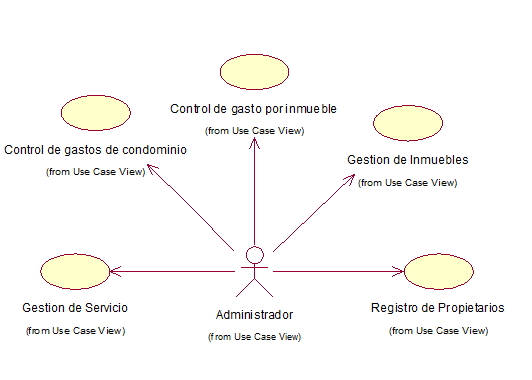 Control de gasto por inmueble
(from Use Case View)
Control de gastos de condominio
(from Use Case View)
Gestion de Inmuebles
(from Use Case View)
Gestion de Servicio
(from Use Case View)
Administrador
(from Use Case View)
Registro de Propietarios
(from Use Case View)